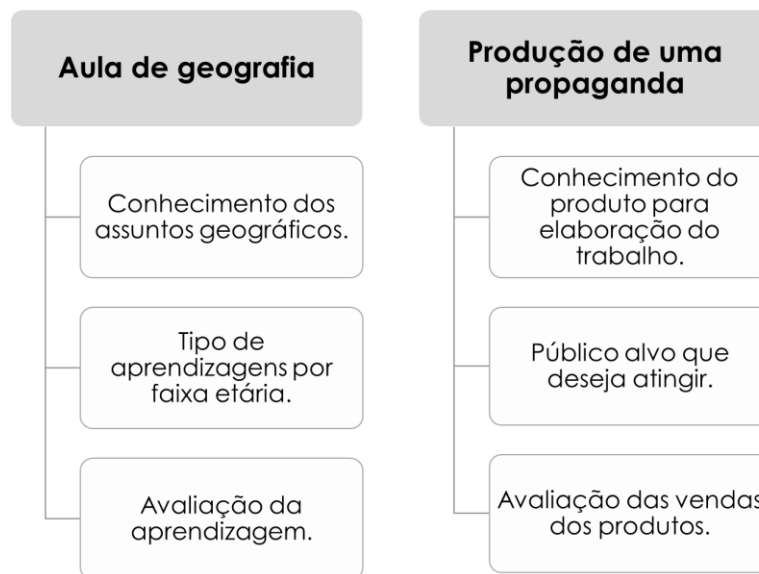 Aula de geografia
Conhecimento dos
assuntos geográficos.
Tipo de
aprendizagens por
faixa etária.
Avaliação da
aprendizagem.
Produção de uma
propaganda
Conhecimento do
produto para
elaboração do
trabalho.
Público alvo que
deseja atingir.
Avaliação das vendas
dos produtos.